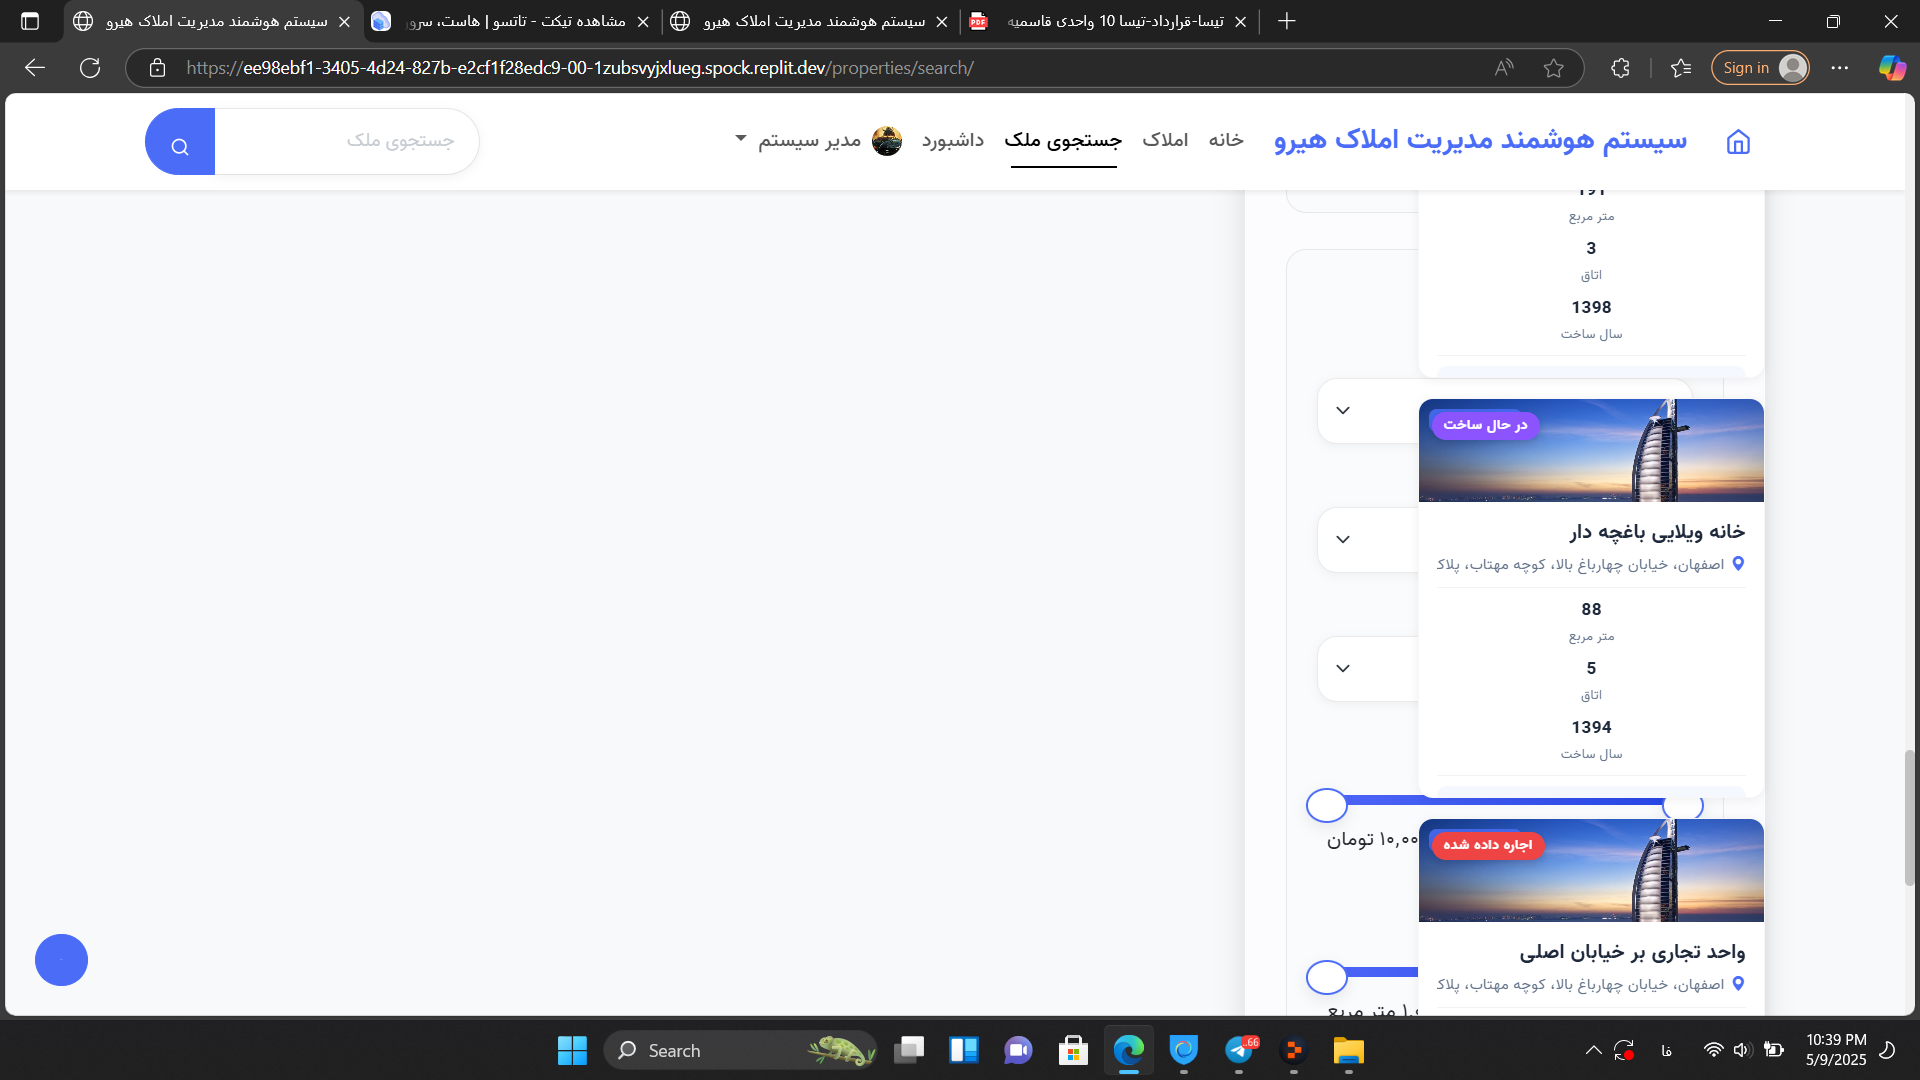 سیستم هوشمند مدیریت املاک هیرو
مشاهده تیکت - تاتسو | هاست، سرور
سیستم هوشمند مدیریت املاک هیرو
تیسا-قرارداد-تیسا 10 واحدی قاسمیه
https://ee98ebf1-3405-4d24-827b-e2cf1f28edc9-00-1zubsvyjxlueg.spock.replit.dev/properties/search/
Sign in
سیستم هوشمند مدیریت املاک هیرو
خانه
املاک
جستجوی ملک
داشبورد
مدیر سیستم
جستجوی ملک
191
متر مربع
3
اتاق
1398
سال ساخت
در حال ساخت
خانه ویلایی باغچه دار
اصفهان، خیابان چهارباغ بالا، کوچه مهتاب، پلاک
88
متر مربع
5
اتاق
1394
سال ساخت
تومان
اجاره داده شده
واحد تجاری بر خیابان اصلی
اصفهان، خیابان چهارباغ بالا، کوچه مهتاب، پلاک
متر مربع
Search
66
فا
10:39 PM
5/9/2025